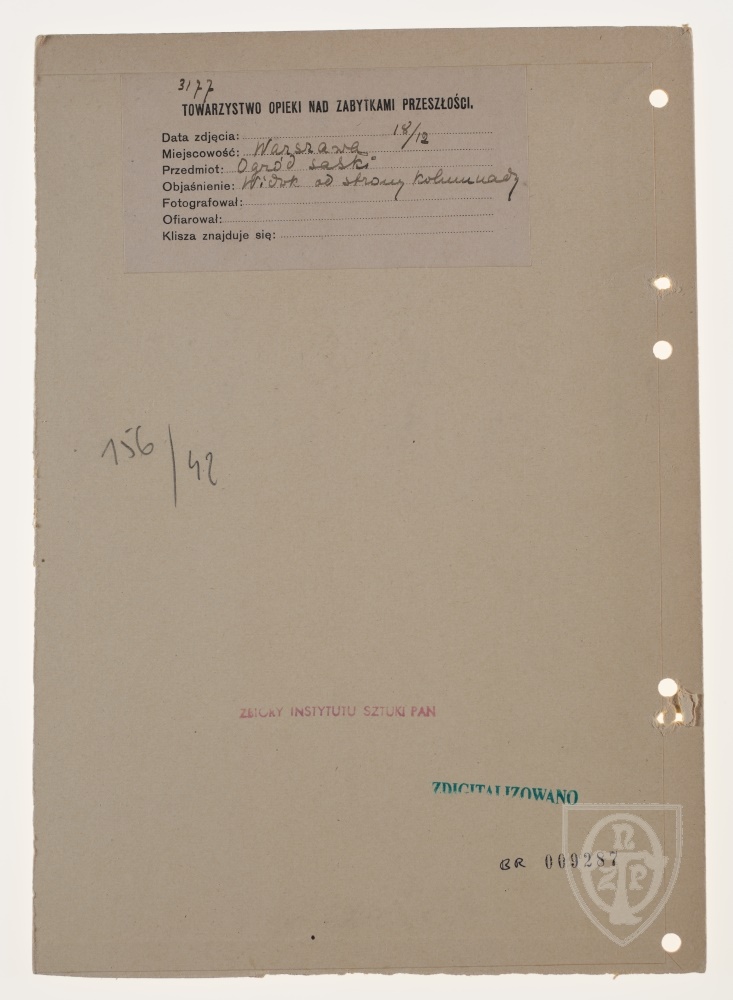 3177
TOWARZYSTWO OPIEKI NAD ZABYTKAMI PRZESZŁOŚCI.
Data zdjęcia: 18/12
Miejscowość: Warszawa
Przedmiot: Ogród saski
Objaśnienie: Widok od strony kolumnady
Fotografował:
Ofiarował:
Klisza znajduje się:
156/42
ZBIORY INSTYTUTU SZTUKI PAN
ZDIGITALIZOWANO
BR 009287